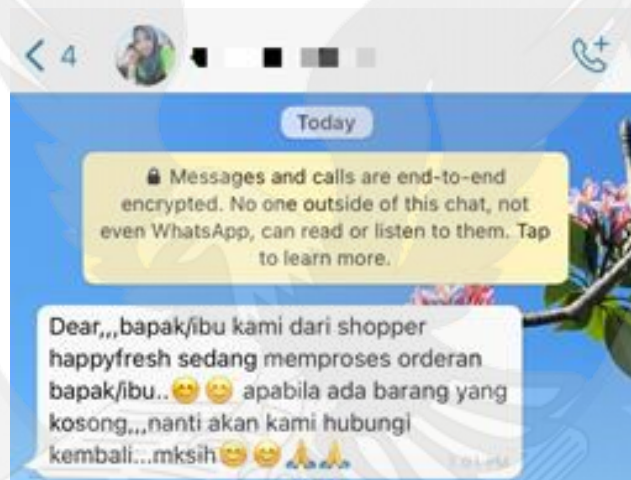 4
Today
Messages and calls are end-to-end
encrypted. No one outside of this chat, not
even WhatsApp, can read or listen to them. Tap
to learn more.
Dear,,,bapak/ibu kami dari shopper
happyfresh sedang memproses orderan
bapak/ibu..😊😊 apabila ada barang yang
kosong,,,nanti akan kami hubungi
kembali...mksih😊😊🙏🙏